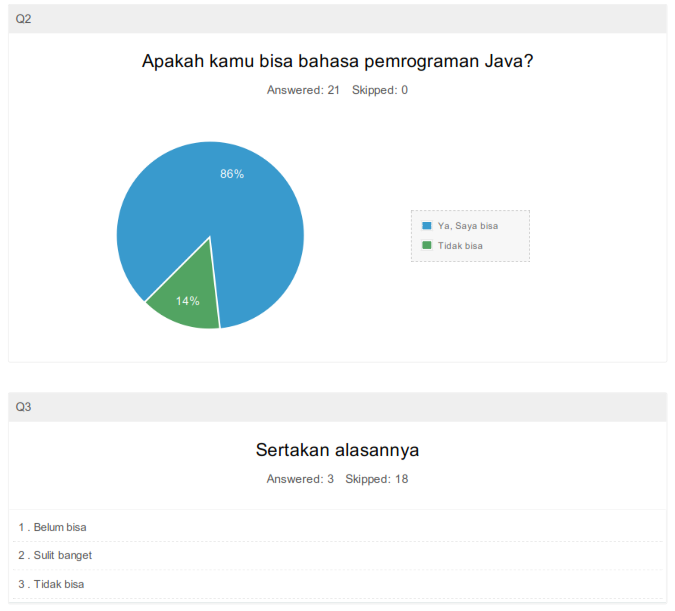 Q2
Apakah kamu bisa bahasa pemrograman Java?
Answered: 21 Skipped: 0
86%
14%
Ya, Saya bisa
Tidak bisa
Q3
Sertakan alasannya
Answered: 3 Skipped: 18
1 . Belum bisa
2 . Sulit banget
3 . Tidak bisa